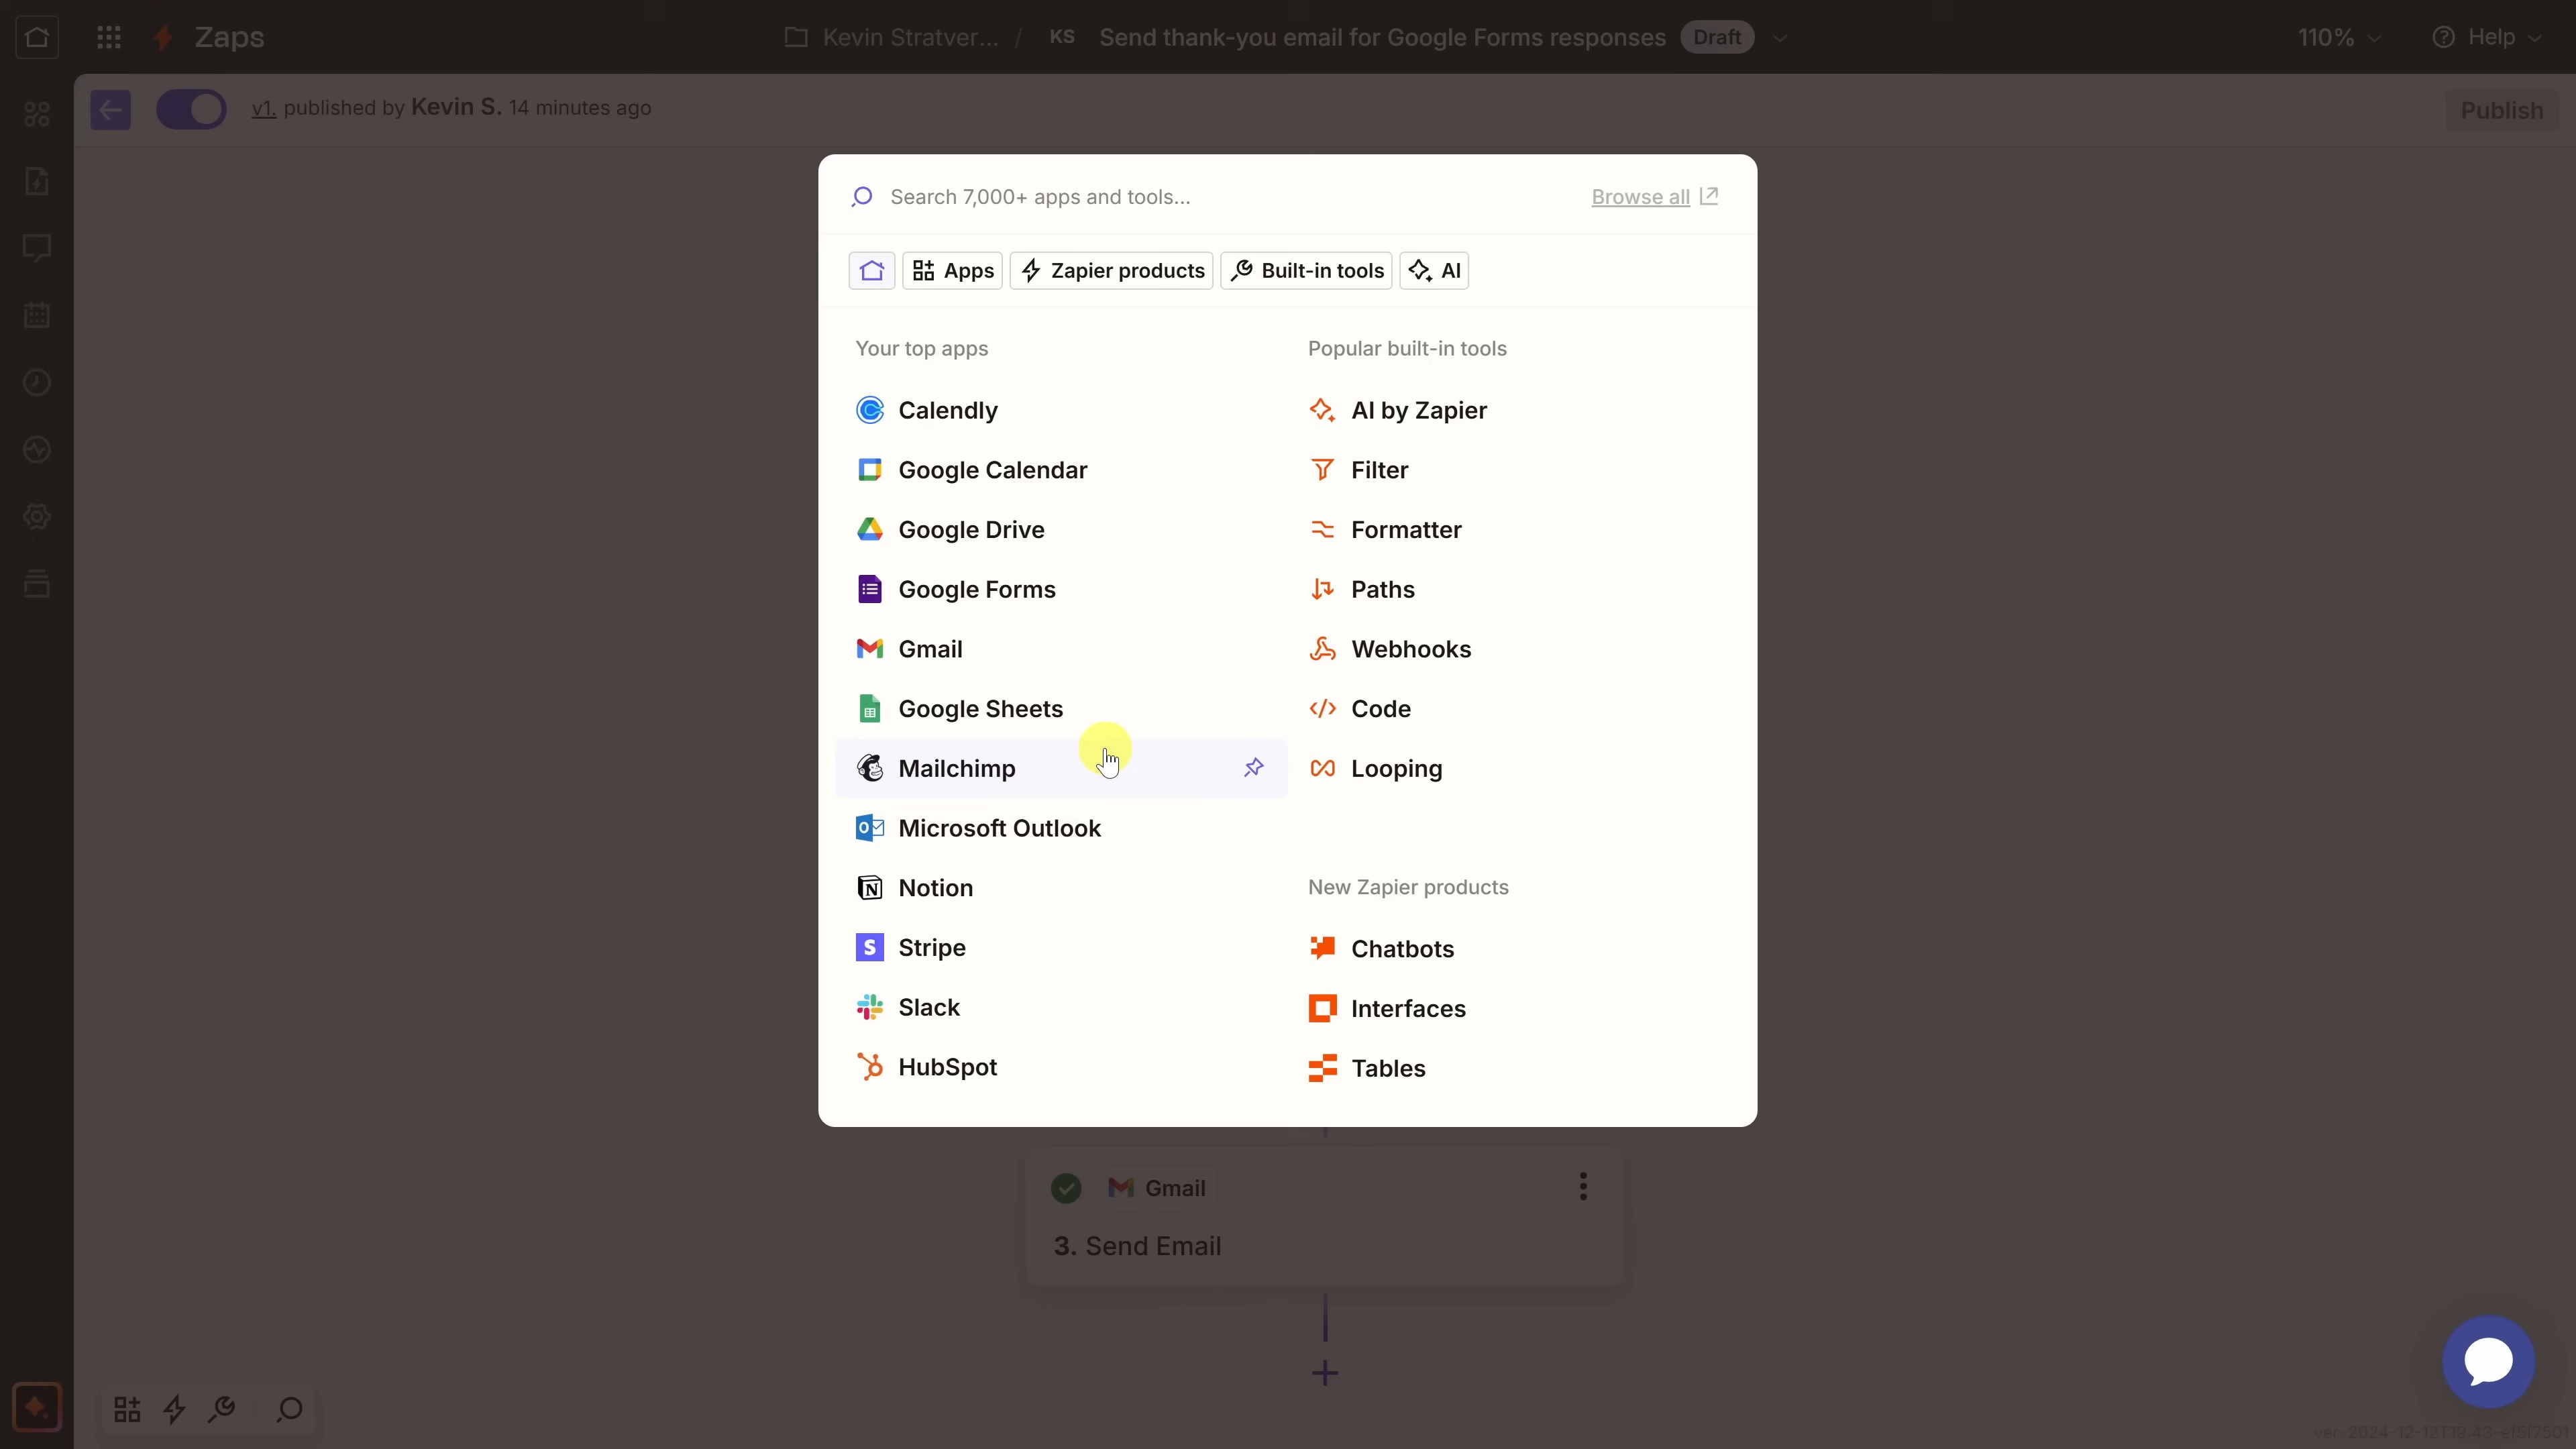 Zaps
Kevin Stratver... / KS Send thank-you email for Google Forms responses Draft
110%
Help
v1. published by Kevin S. 14 minutes ago
Publish
Search 7,000+ apps and tools...
Browse all
Apps
Zapier products
Built-in tools
AI
Your top apps
Calendly
Google Calendar
Google Drive
Google Forms
Gmail
Google Sheets
Mailchimp
Microsoft Outlook
Notion
Stripe
Slack
HubSpot
Popular built-in tools
AI by Zapier
Filter
Formatter
Paths
Webhooks
Code
Looping
New Zapier products
Chatbots
Interfaces
Tables
Gmail
3. Send Email